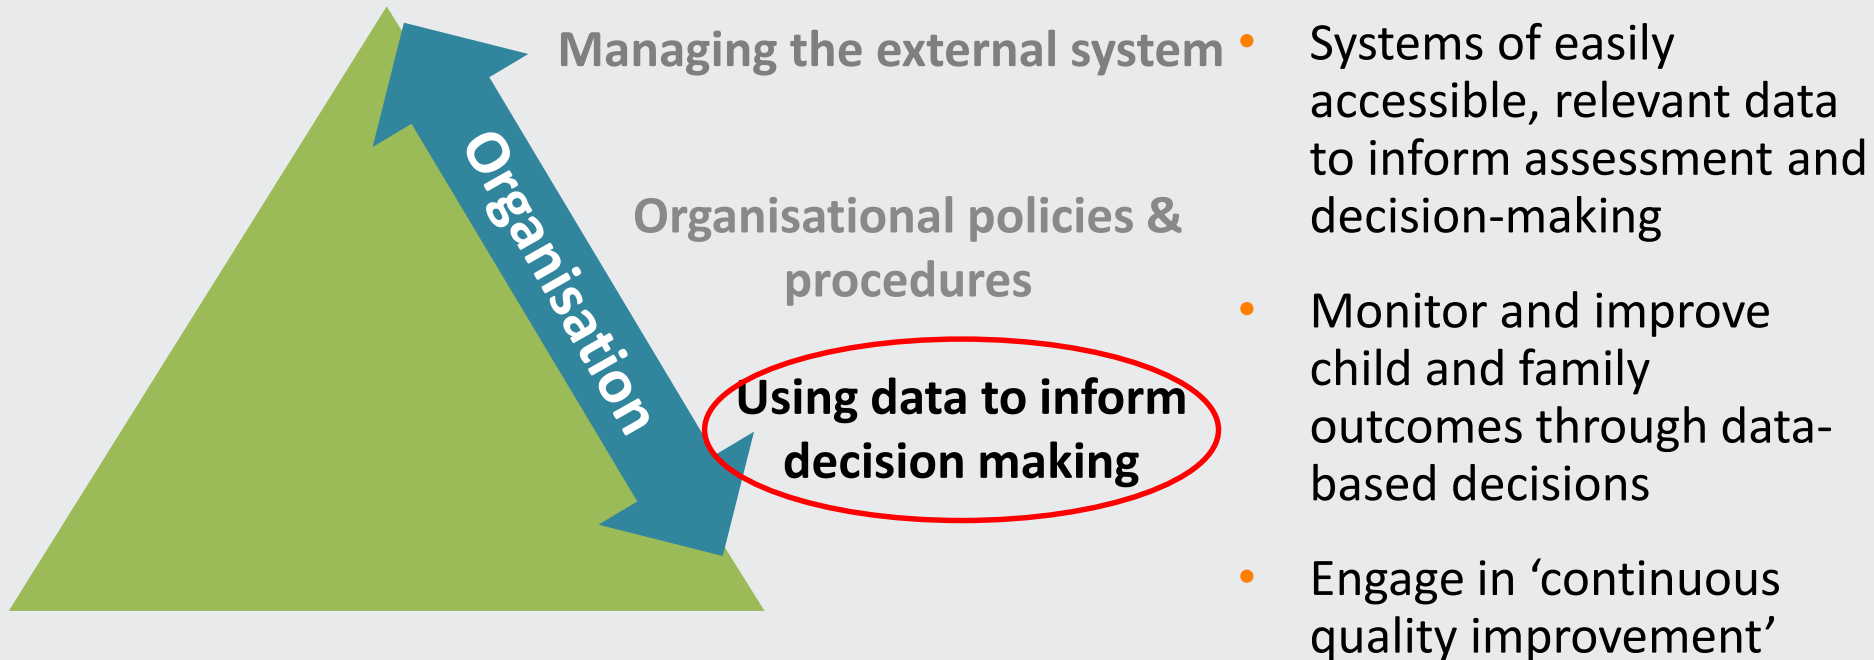 Managing the external system
Organisation
Organisational policies &
procedures
Using data to inform
decision making
• Systems of easily
accessible, relevant data
to inform assessment and
decision-making
• Monitor and improve
child and family
outcomes through data-
based decisions
• Engage in ‘continuous
quality improvement’